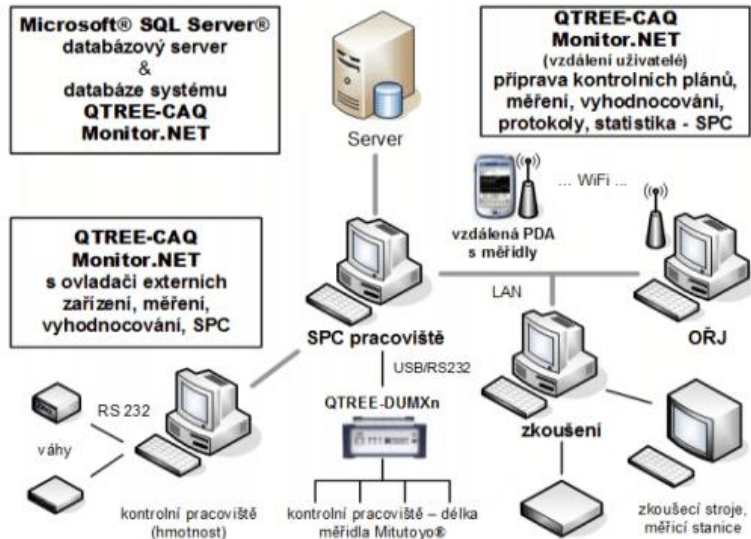 Microsoft® SQL Server®
databázový server
&
databáze systému
QTREE-CAQ
Monitor.NET
Server
QTREE-CAQ
Monitor.NET
(vzdálení uživatelé)
příprava kontrolních plánů,
měření, vyhodnocování,
protokoly, statistika - SPC
... WiFi ...
vzdálená PDA
s měřidly
QTREE-CAQ
Monitor.NET
s ovladači externích
zařízení, měření,
vyhodnocování, SPC
LAN
SPC pracoviště
OŘJ
USB/RS232
RS 232
QTREE-DUMXn
zkoušení
váhy
kontrolní pracoviště
(hmotnost)
kontrolní pracoviště – délka
měřidla Mitutoyo®
zkoušecí stroje,
měřicí stanice